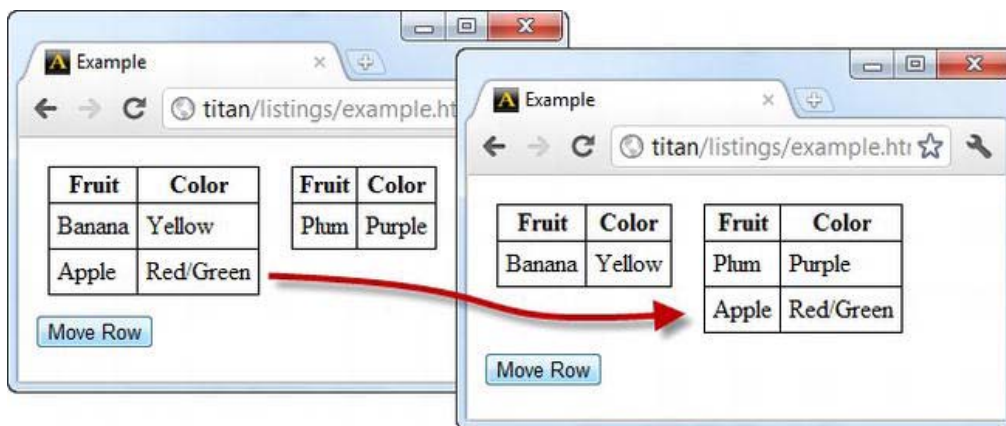 Example
titan/listings/example.ht
Fruit Color
Banana Yellow
Apple Red/Green
Fruit Color
Plum Purple
Move Row
Example
titan/listings/example.ht
Fruit Color
Banana Yellow
Fruit Color
Plum Purple
Apple Red/Green
Move Row